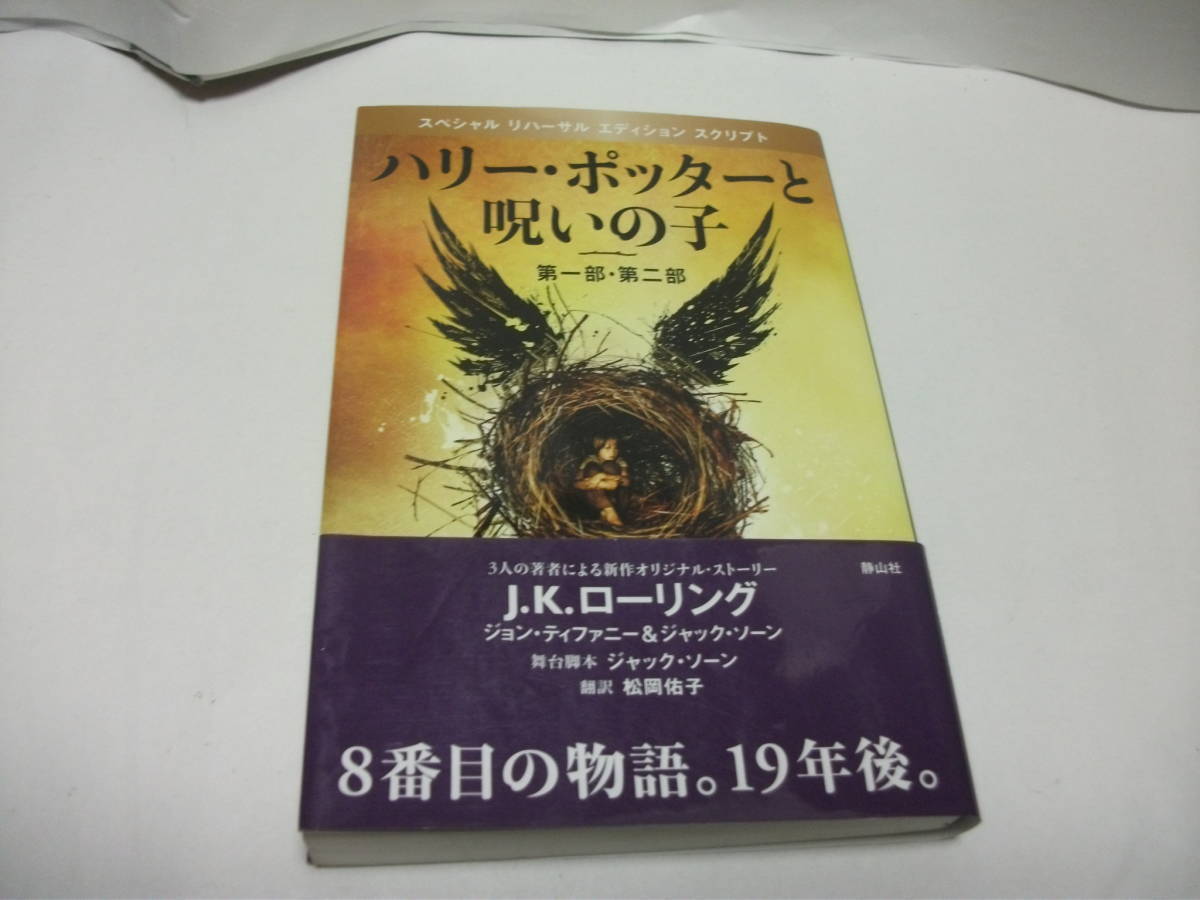 スペシャル リハーサル エディション スクリプト
ハリー・ポッターと
呪いの子
第一部・第二部
3人の著者による新作オリジナル・ストーリー
静山社
J.K.ローリング
ジョン・ティファニー&ジャック・ソーン
舞台脚本 ジャック・ソーン
翻訳 松岡佑子
8番目の物語。19年後。